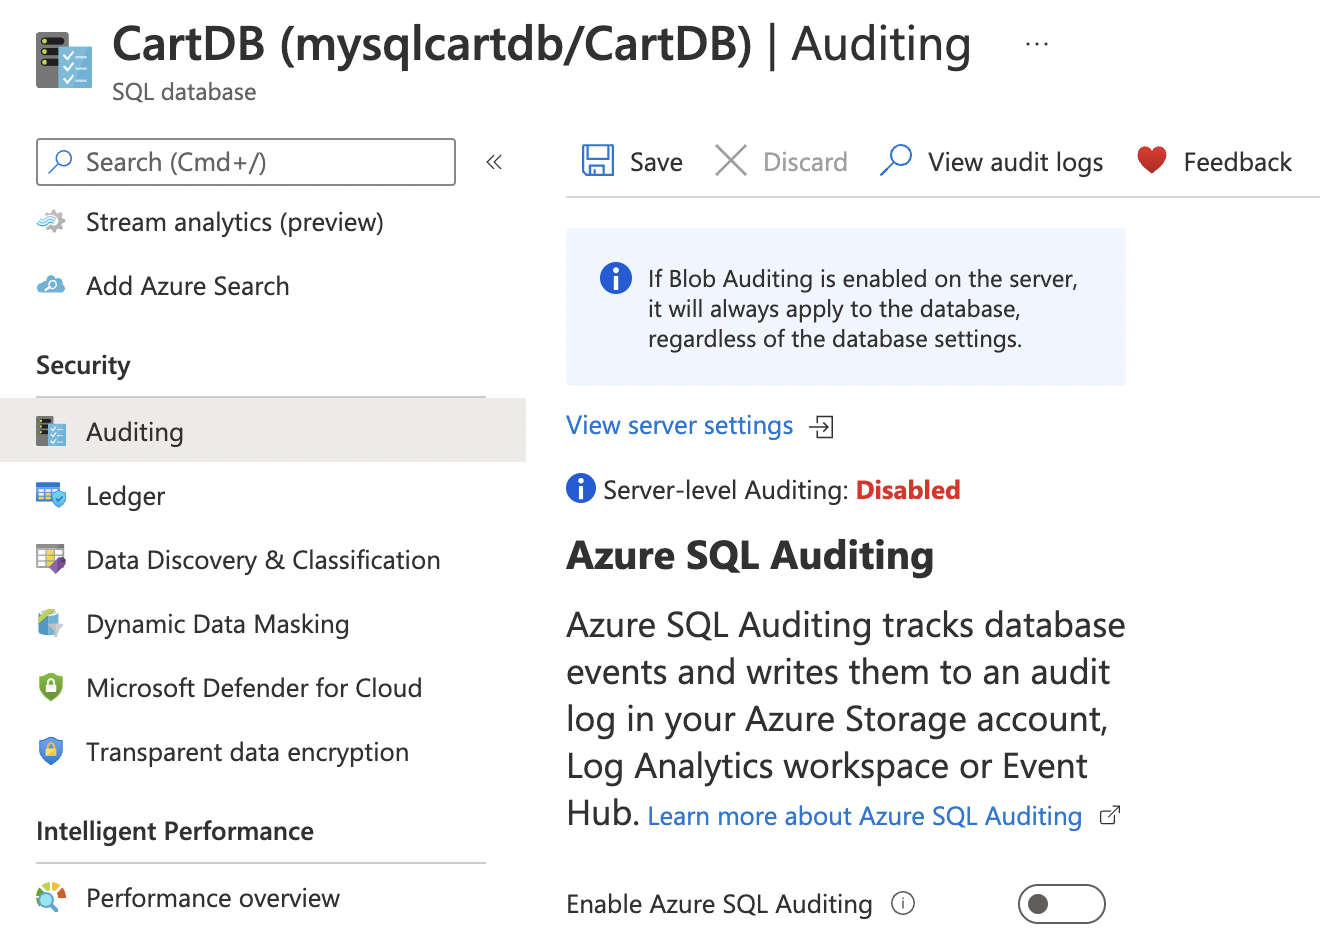 CartDB (mysqlcartdb/CartDB) | Auditing ...
SQL database
Search (Cmd+/)
«
Stream analytics (preview)
Add Azure Search
Security
Auditing
Ledger
Data Discovery & Classification
Dynamic Data Masking
Microsoft Defender for Cloud
Transparent data encryption
Intelligent Performance
Performance overview
Save
Discard
View audit logs
Feedback
If Blob Auditing is enabled on the server,
it will always apply to the database,
regardless of the database settings.
View server settings
Server-level Auditing: Disabled
Azure SQL Auditing
Azure SQL Auditing tracks database
events and writes them to an audit
log in your Azure Storage account,
Log Analytics workspace or Event
Hub. Learn more about Azure SQL Auditing
Enable Azure SQL Auditing